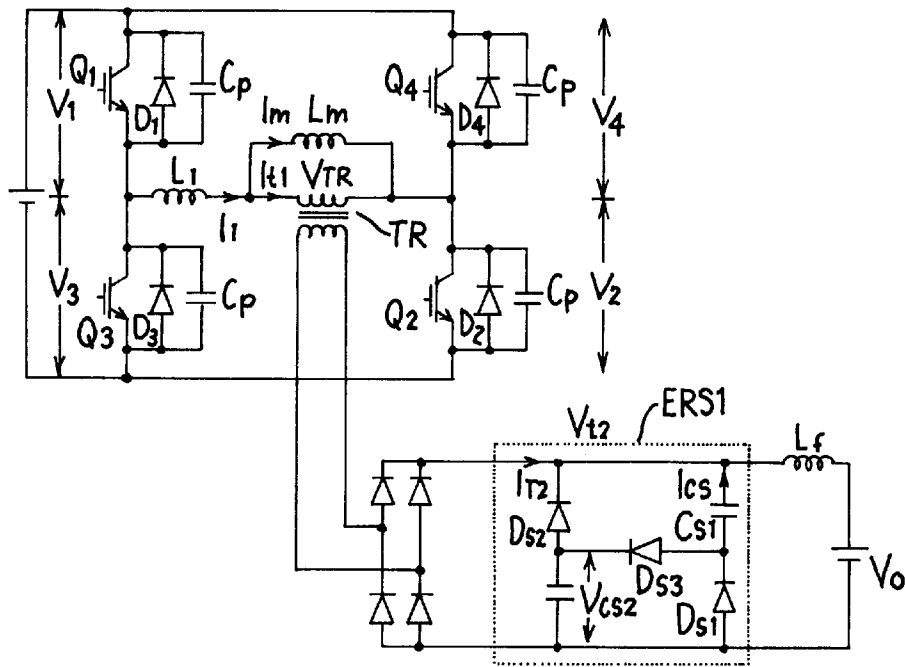 Q1
D1
Cp
Q4
D4
Cp
V1
V4
Im
Lm
L1
It1
VTR
I1
TR
V3
Q3
D3
Cp
Q2
D2
Cp
V2
ERS1
Vt2
Lf
IT2
Ics
Cs1
Ds2
Ds3
Vcs2
Ds1
Vo